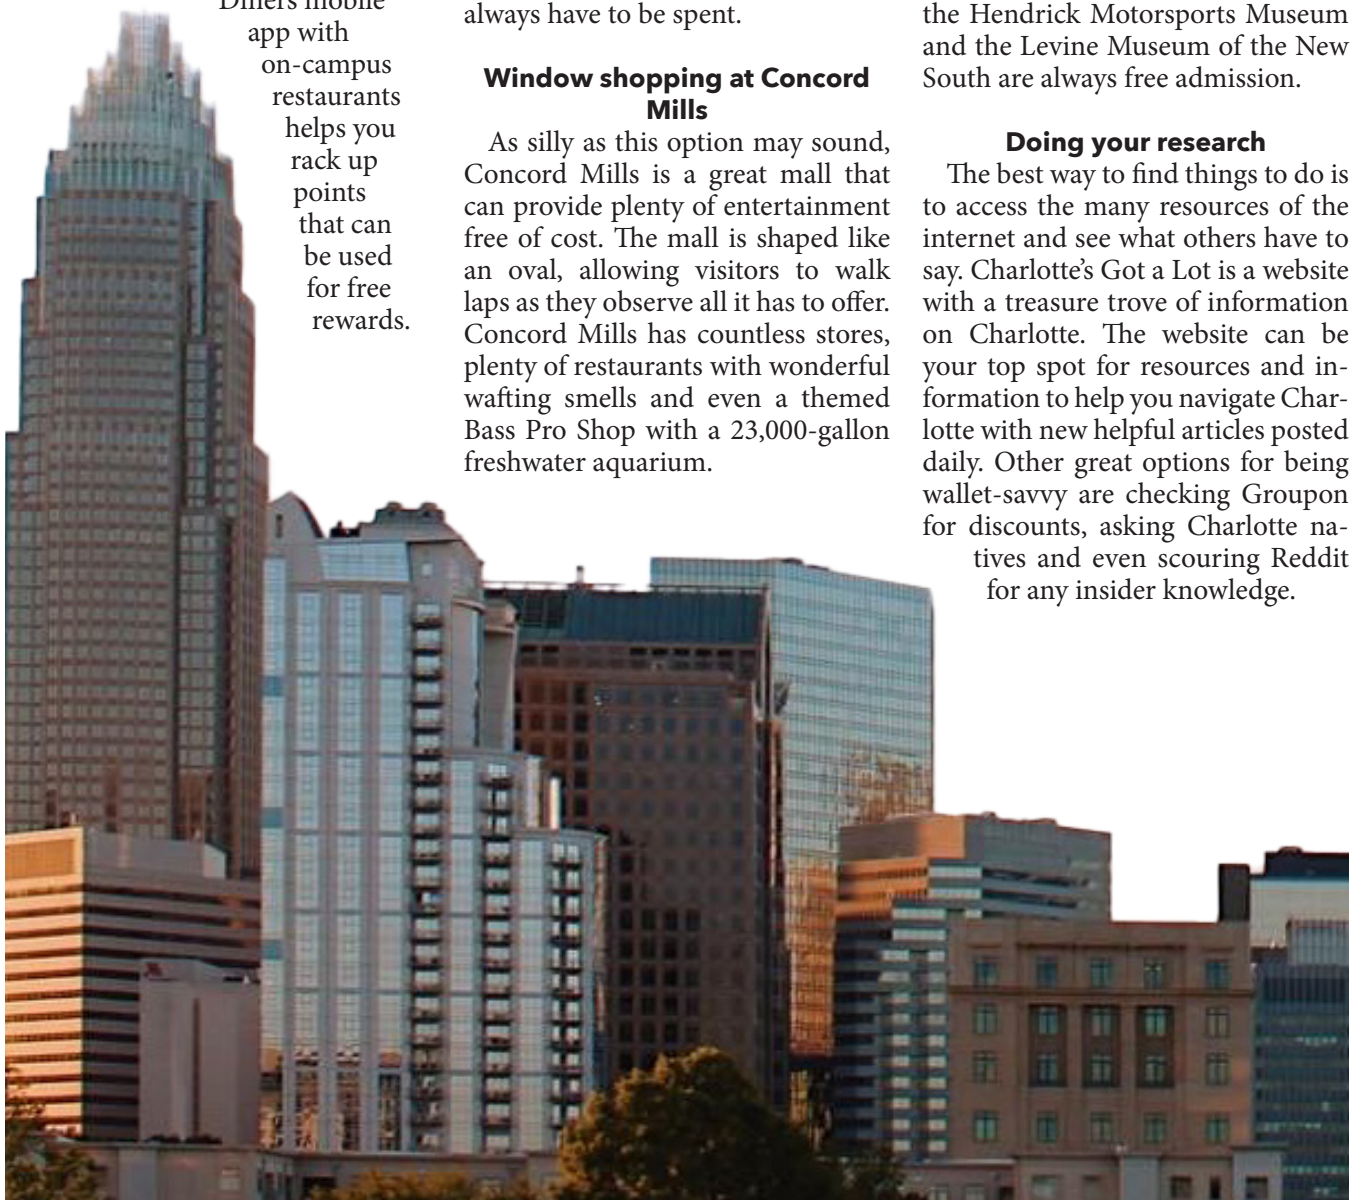 Diners mobile
app with
on-campus
restaurants
helps you
rack up
points
that can
be used
for free
rewards.
always have to be spent.
Window shopping at Concord
Mills
As silly as this option may sound,
Concord Mills is a great mall that
can provide plenty of entertainment
free of cost. The mall is shaped like
an oval, allowing visitors to walk
laps as they observe all it has to offer.
Concord Mills has countless stores,
plenty of restaurants with wonderful
wafting smells and even a themed
Bass Pro Shop with a 23,000-gallon
freshwater aquarium.
the Hendrick Motorsports Museum
and the Levine Museum of the New
South are always free admission.
Doing your research
The best way to find things to do is
to access the many resources of the
internet and see what others have to
say. Charlotte’s Got a Lot is a website
with a treasure trove of information
on Charlotte. The website can be
your top spot for resources and in-
formation to help you navigate Char-
lotte with new helpful articles posted
daily. Other great options for being
wallet-savvy are checking Groupon
for discounts, asking Charlotte na-
tives and even scouring Reddit
for any insider knowledge.